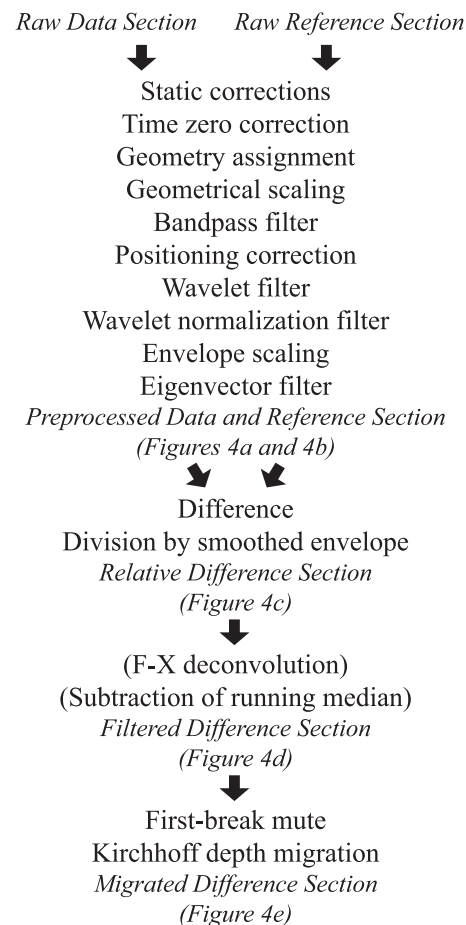 Raw Data Section Raw Reference Section
Static corrections
Time zero correction
Geometry assignment
Geometrical scaling
Bandpass filter
Positioning correction
Wavelet filter
Wavelet normalization filter
Envelope scaling
Eigenvector filter
Preprocessed Data and Reference Section
(Figures 4a and 4b)
Difference
Division by smoothed envelope
Relative Difference Section
(Figure 4c)
(F-X deconvolution)
(Subtraction of running median)
Filtered Difference Section
(Figure 4d)
First-break mute
Kirchhoff depth migration
Migrated Difference Section
(Figure 4e)